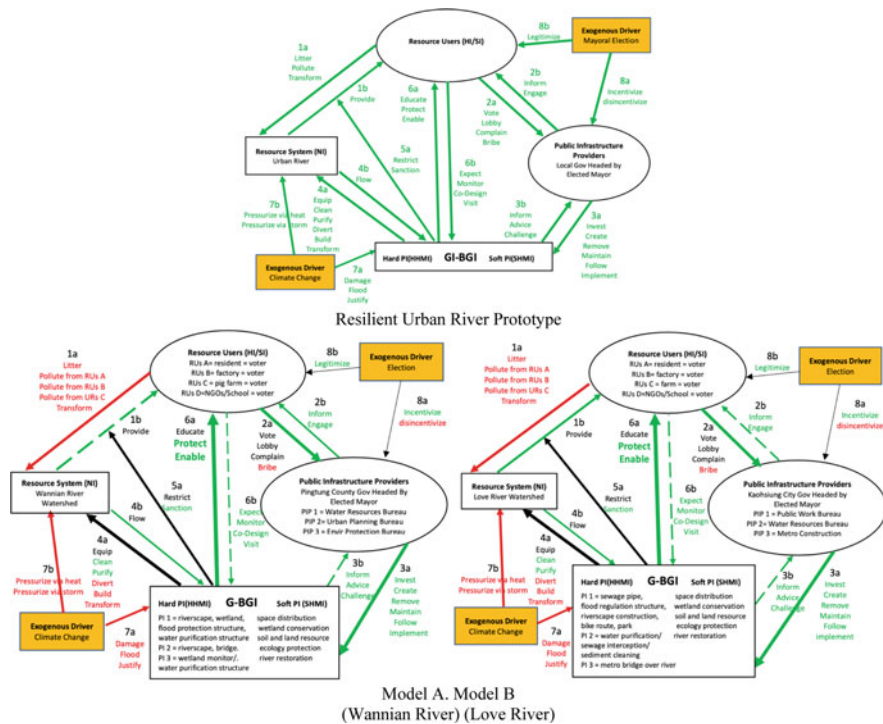 Resource Users (HI/SI)
8b
Legitimize
Exogenous Driver
Mayoral Election
1a
Litter
Pollute
Transform
1b
Provide
6a
Educate
Protect
Enable
2b
Inform
Engage
2a
Vote
Lobby
Complain
Bribe
8a
Incentivize
disincentivize
Resource System (NI)
Urban River
Public Infrastructure
Providers
Local Gov Headed by
Elected Mayor
5a
Restrict
Sanction
4b
Flow
4a
Equip
Clean
Purify
Divert
Build
Transform
6b
Expect
Monitor
Co-Design
Visit
7b
Pressurize via heat
Pressurize via storm
3b
Inform
Advice
Challenge
3a
Invest
Create
Remove
Maintain
Follow
Implement
Exogenous Driver
Climate Change
7a
Damage
Flood
Justify
Hard PI(HHMI) GI-BGI Soft PI(SHMI)
Resilient Urban River Prototype
1a
Litter
Pollute from RUs A
Pollute from RUs B
Pollute from URs C
Transform
Resource Users (HI/SI)
RUs A= resident = voter
RUs B= factory = voter
RUs C = pig farm = voter
RUs D=NGOs/School = voter
8b
Legitimize
Exogenous Driver
Election
1b
Provide
6a
Educate
Protect
Enable
2b
Inform
Engage
2a
Vote
Lobby
Complain
Bribe
8a
Incentivize
disincentivize
Resource System (NI)
Wannian River
Watershed
5a
Restrict
Sanction
Public Infrastructure Providers
Pingtung County Gov Headed By
Elected Mayor
PIP 1 = Water Resources Bureau
PIP 2= Urban Planning Bureau
PIP 3 = Envir Protection Bureau
4b
Flow
6b
Expect
Monitor
Co-Design
Visit
4a
Equip
Clean
Purify
Divert
Build
Transform
7b
Pressurize via heat
Pressurize via storm
3b
Inform
Advice
Challenge
3a
Invest
Create
Remove
Maintain
Follow
Implement
Exogenous Driver
Climate Change
7a
Damage
Flood
Justify
Hard PI(HHMI) G-BGI Soft PI (SHMI)
PI 1 = riverscape, wetland, space distribution
flood protection structure, wetland conservation
water purification structure soil and land resource
PI 2 = riverscape, bridge. ecology protection
PI 3 = wetland monitor/. river restoration
water purification structure
1a
Litter
Pollute from RUs A
Pollute from RUs B
Pollute from URs C
Transform
Resource Users (HI/SI)
RUs A= resident = voter
RUs B= factory = voter
RUs C = farm = voter
RUs D=NGOs/School = voter
8b
Legitimize
Exogenous Driver
Election
1b
Provide
6a
Educate
Protect
Enable
2b
Inform
Engage
2a
Vote
Lobby
Complain
Bribe
8a
Incentivize
disincentivize
Resource System (NI)
Love River
Watershed
5a
Restrict
Sanction
Public Infrastructure Providers
Kaohsiung City Gov Headed by
Elected Mayor
PIP 1 = Public Work Bureau
PIP 2= Water Resources Bureau
PIP 3 = Metro Construction
4b
Flow
6b
Expect
Monitor
Co-Design
Visit
4a
Equip
Clean
Purify
Divert
Build
Transform
7b
Pressurize via heat
Pressurize via storm
3b
Inform
Advice
Challenge
3a
Invest
Create
Remove
Maintain
Follow
implement
Exogenous Driver
Climate Change
7a
Damage
Flood
Justify
Hard PI(HHMI) G-BGI Soft PI (SHMI)
PI 1 = sewage pipe, space distribution
flood regulation structure, wetland conservation
riverscape construction, soil and land resource
bike route, park ecology protection
PI 2 = water purification/ river restoration
sewage interception/
sediment cleaning
PI 3 = metro bridge over river
Model A. Model B
(Wannian River) (Love River)